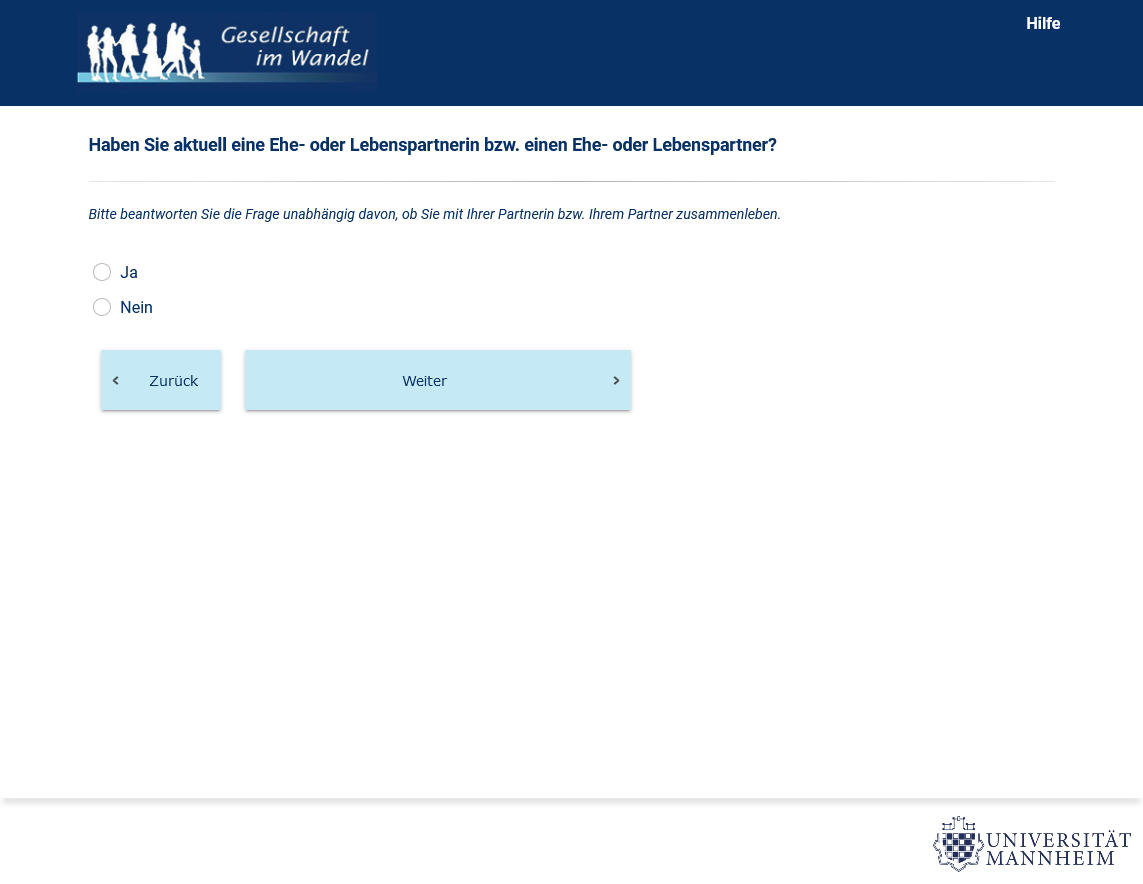 Gesellschaft
im Wandel
Hilfe
Haben Sie aktuell eine Ehe- oder Lebenspartnerin bzw. einen Ehe- oder Lebenspartner?
Bitte beantworten Sie die Frage unabhängig davon, ob Sie mit Ihrer Partnerin bzw. Ihrem Partner zusammenleben.
Ja
Nein
Zurück
Weiter
UNIVERSITÄT
MANNHEIM